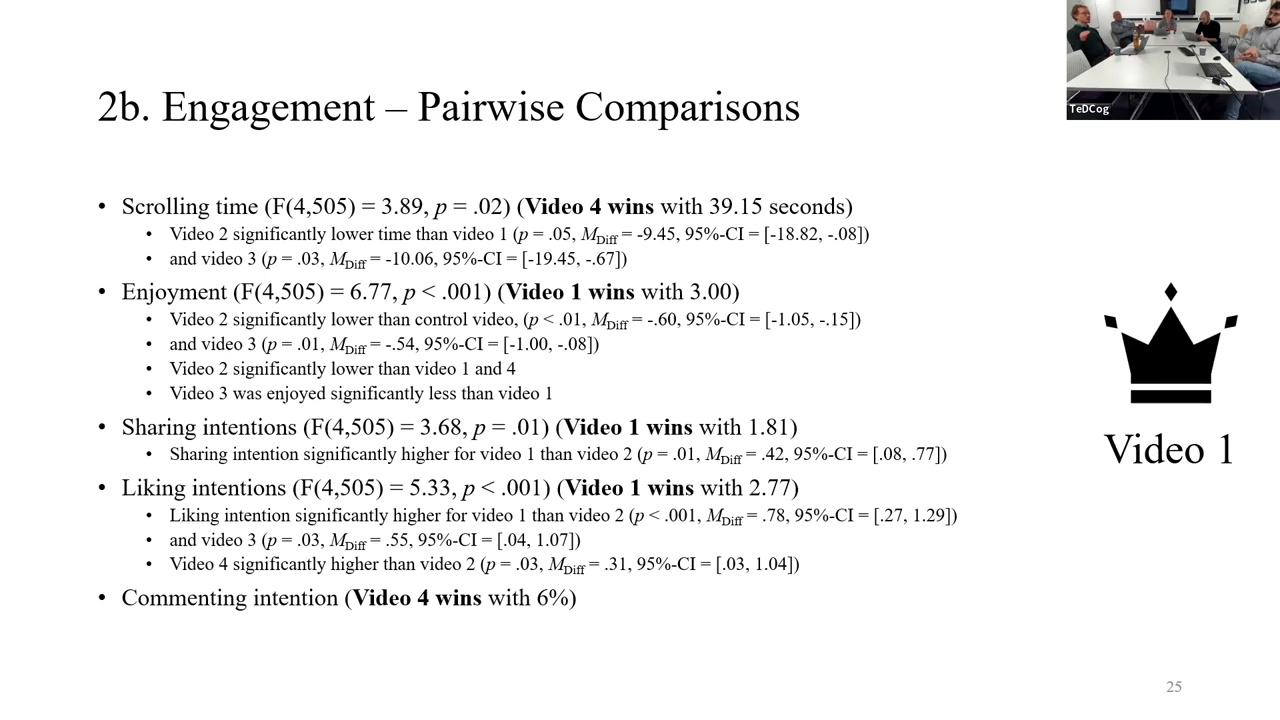 TeDCog
2b. Engagement – Pairwise Comparisons
• Scrolling time (F(4,505) = 3.89, p = .02) (Video 4 wins with 39.15 seconds)
• Video 2 significantly lower time than video 1 (p = .05, MDiff = -9.45, 95%-CI = [-18.82, -.08])
• and video 3 (p = .03, MDiff = -10.06, 95%-CI = [-19.45, -.67])
• Enjoyment (F(4,505) = 6.77, p < .001) (Video 1 wins with 3.00)
• Video 2 significantly lower than control video, (p < .01, MDiff = -.60, 95%-CI = [-1.05, -.15])
• and video 3 (p = .01, MDiff = -.54, 95%-CI = [-1.00, -.08])
• Video 2 significantly lower than video 1 and 4
• Video 3 was enjoyed significantly less than video 1
• Sharing intentions (F(4,505) = 3.68, p = .01) (Video 1 wins with 1.81)
• Sharing intention significantly higher for video 1 than video 2 (p = .01, MDiff = .42, 95%-CI = [.08, .77])
• Liking intentions (F(4,505) = 5.33, p < .001) (Video 1 wins with 2.77)
• Liking intention significantly higher for video 1 than video 2 (p < .001, MDiff = .78, 95%-CI = [.27, 1.29])
• and video 3 (p = .03, MDiff = .55, 95%-CI = [.04, 1.07])
• Video 4 significantly higher than video 2 (p = .03, MDiff = .31, 95%-CI = [.03, 1.04])
• Commenting intention (Video 4 wins with 6%)
Video 1
25